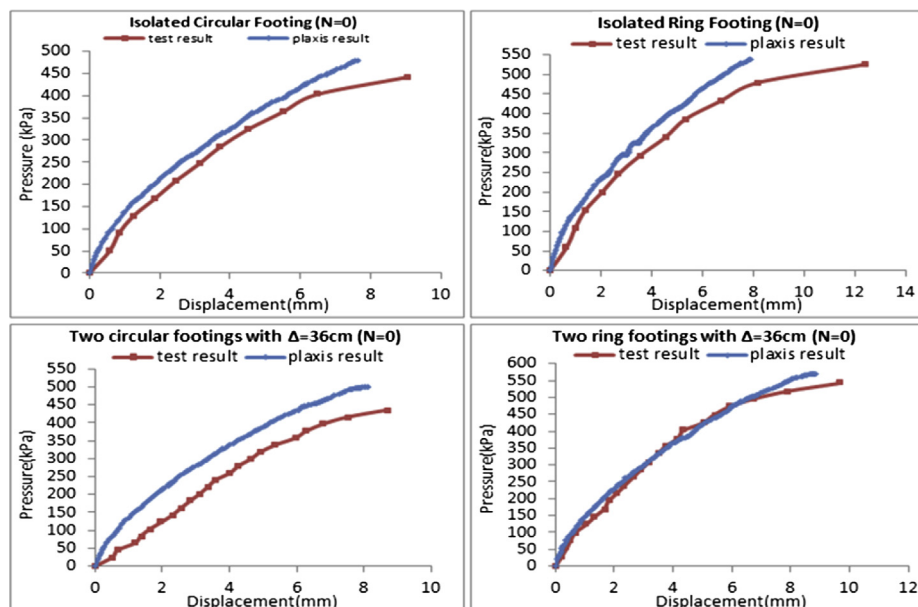 Isolated Circular Footing (N=0)
test result plaxis result
500
450
400
350
300
250
200
150
100
50
0
Pressure (kPa)
0 2 4 6 8 10
Displacement(mm)
Isolated Ring Footing (N=0)
test result plaxis result
550
500
450
400
350
300
250
200
150
100
50
0
Pressure(kPa)
0 2 4 6 8 10 12 14
Displacement(mm)
Two circular footings with Δ=36cm (N=0)
test result plaxis result
550
500
450
400
350
300
250
200
150
100
50
0
Pressure(kPa)
0 2 4 6 8 10
Displacement(mm)
Two ring footings with Δ=36cm (N=0)
test result plaxis result
600
550
500
450
400
350
300
250
200
150
100
50
0
Pressure(kPa)
0 2 4 6 8 10 12
Displacement(mm)